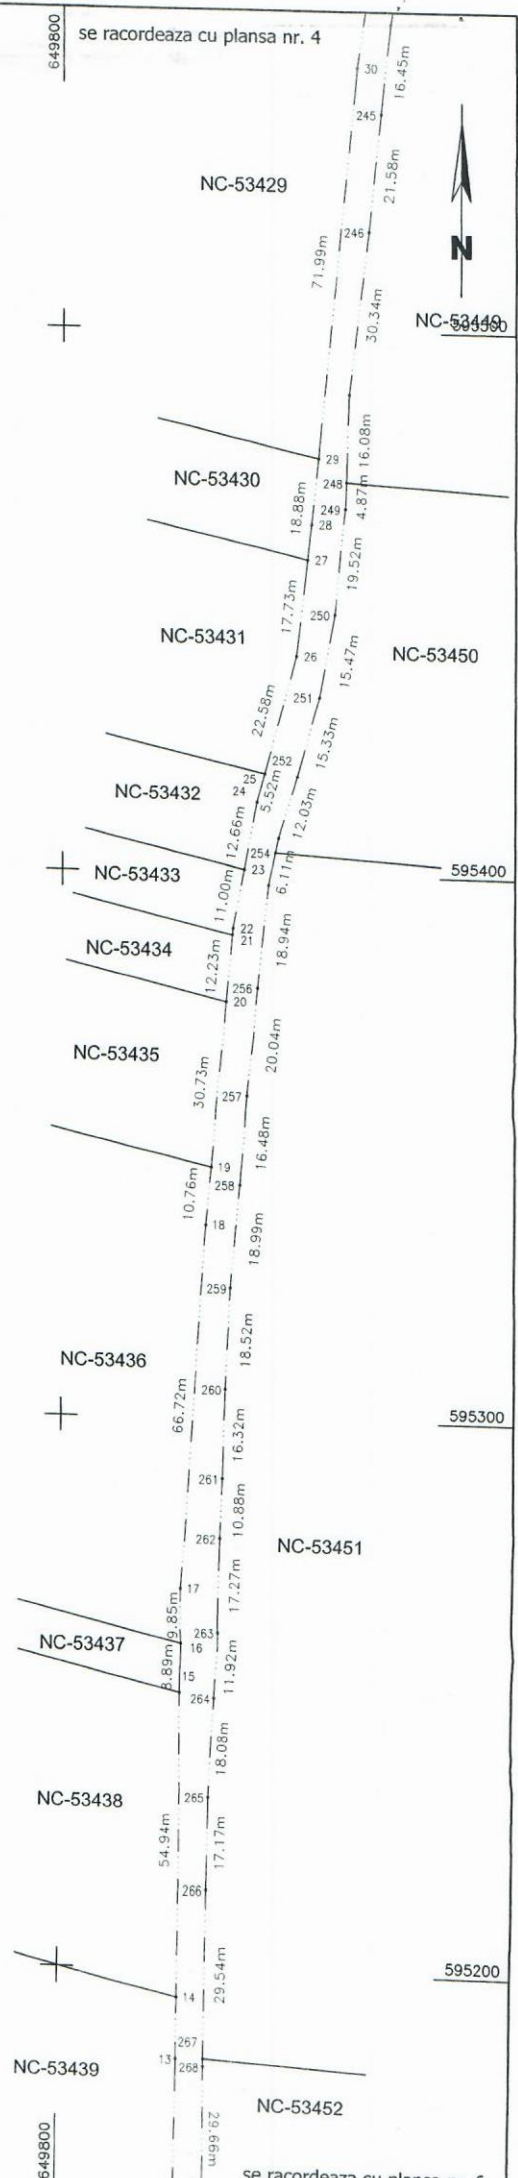 649800
se racordeaza cu plansa nr. 4
30
16.45m
245
NC-53429
21.58m
246
N
71.99m
30.34m
NC-53449
595500
16.08m
29
NC-53430
248
18.88m
249
4.87m
28
27
19.52m
17.73m
250
NC-53431
26
NC-53450
15.47m
251
22.58m
15.33m
252
25
NC-53432
24
5.52m
12.03m
12.66m
254
NC-53433
23
595400
6.11m
11.00m
22
NC-53434
21
18.94m
12.23m
256
20
NC-53435
20.04m
30.73m
257
16.48m
19
258
10.76m
18
18.99m
259
18.52m
NC-53436
260
66.72m
595300
16.32m
261
10.88m
262
NC-53451
17
17.27m
9.85m
263
NC-53437
16
8.89m
15
11.92m
264
18.08m
265
NC-53438
54.94m
17.17m
266
595200
29.54m
14
267
13
268
NC-53439
NC-53452
29.66m
649800
se racordeaza cu plansa nr.